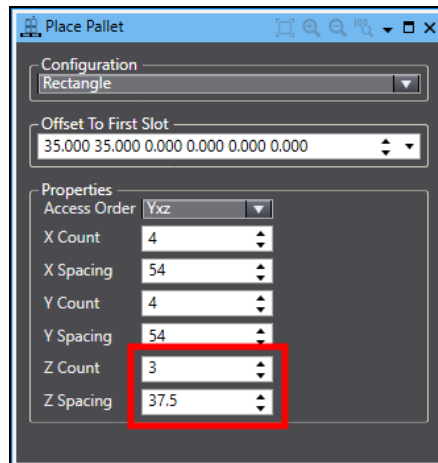 Place Pallet
Configuration
Rectangle
Offset To First Slot
35.000 35.000 0.000 0.000 0.000 0.000
Properties
Access Order Yxz
X Count 4
X Spacing 54
Y Count 4
Y Spacing 54
Z Count 3
Z Spacing 37.5